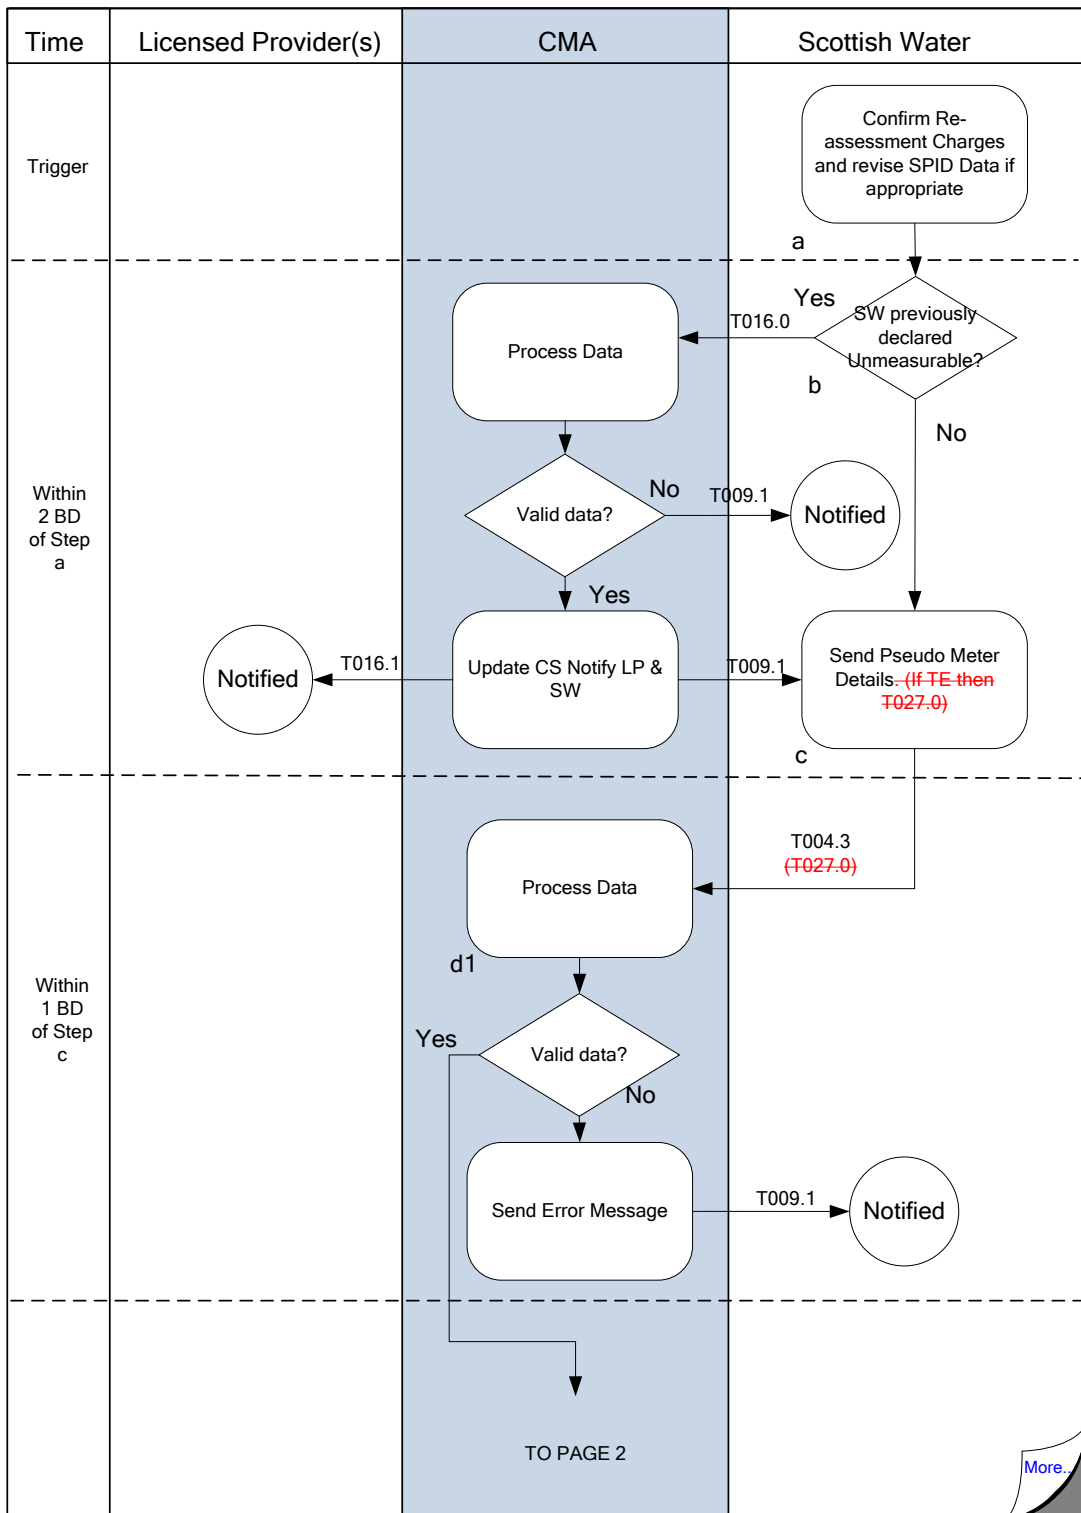 Time
Licensed Provider(s)
CMA
Scottish Water
Trigger
Confirm Re-
assessment Charges
and revise SPID Data if
appropriate
a
Within
2 BD
of Step
a
Yes
T016.0
SW previously
declared
Unmeasurable?
b
No
Process Data
Valid data?
No
T009.1
Notified
Yes
Notified
T016.1
Update CS Notify LP &
SW
T009.1
Send Pseudo Meter
Details. (If TE then
T027.0)
c
Within
1 BD
of Step
c
T004.3
(T027.0)
Process Data
d1
Yes
Valid data?
No
Send Error Message
T009.1
Notified
TO PAGE 2
More..